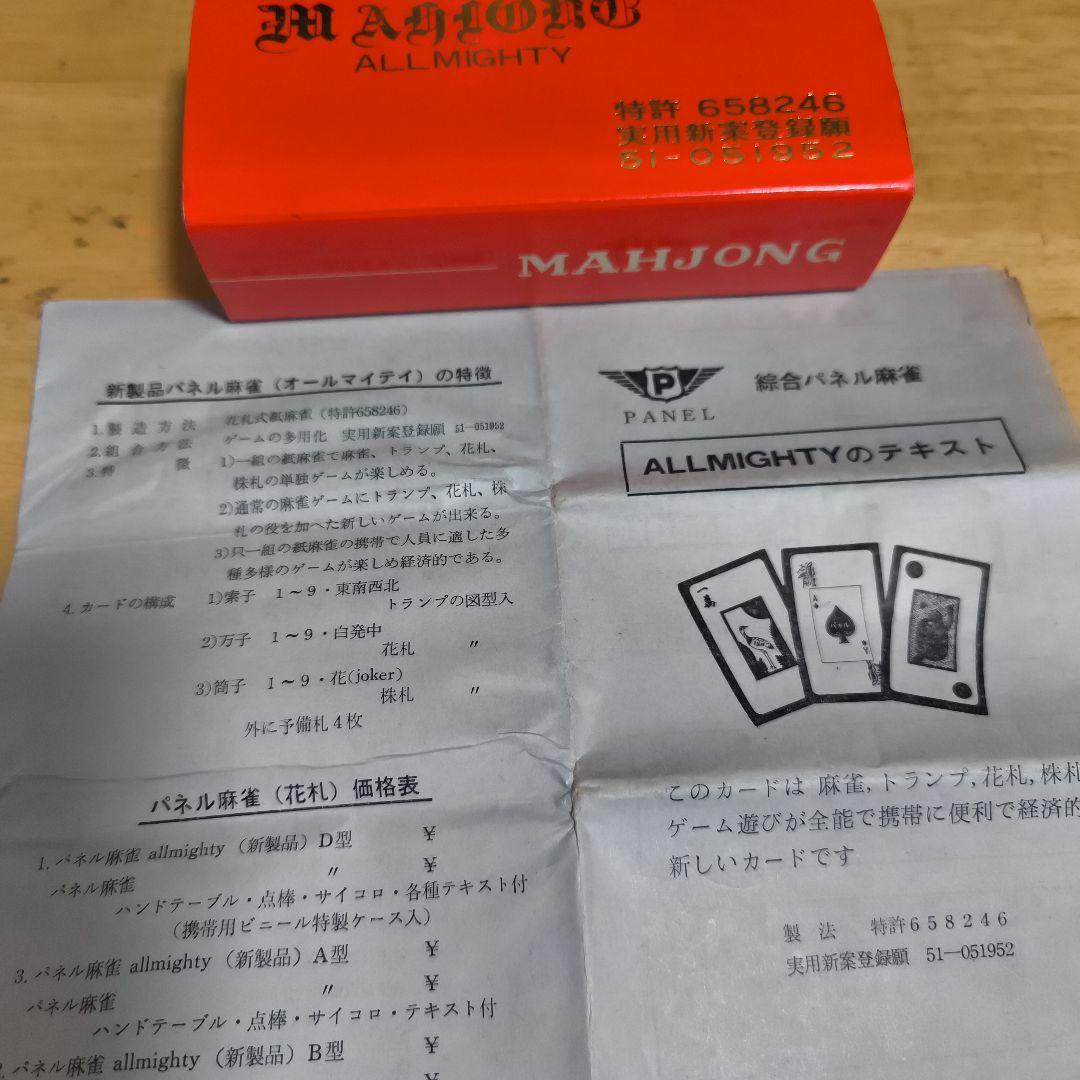 MAHJONG
ALLMIGHTY
特許 658246
実用新案登録願
51-051952
MAHJONG
新製品パネル麻雀（オールマイテイ）の特徴
1.製造方法 花札式紙麻雀（特許658246）
2.組合方法 ゲームの多用化 実用新案登録願 51―051952
3.特徴 1)一組の紙麻雀で麻雀、トランプ、花札、
株札の単独ゲームが楽しめる。
2)通常の麻雀ゲームにトランプ、花札、株
札の役を加へた新しいゲームが出来る。
3)只一組の紙麻雀の携帯で人員に適した多
種多様のゲームが楽しめ経済的である。
4.カードの構成 1)索子 1～9・東南西北
トランプの図型入
2)万子 1～9・白発中
花札 〃
3)筒子 1～9・花(joker)
株札 〃
外に予備札4枚
パネル麻雀（花札）価格表
1.パネル麻雀 allmighty（新製品）D型 ¥
パネル麻雀 〃 ¥
ハンドテーブル・点棒・サイコロ・各種テキスト付
（携帯用ビニール特製ケース入）
3.パネル麻雀 allmighty（新製品）A型 ¥
パネル麻雀 〃 ¥
ハンドテーブル・点棒・サイコロ・テキスト付
パネル麻雀 allmighty（新製品）B型 ¥
¥
P
PANEL
綜合パネル麻雀
ALLMIGHTYのテキスト
一萬
A
パネル
このカードは 麻雀,トランプ,花札,株札
ゲーム遊びが全能で携帯に便利で経済的
新しいカードです
製法 特許658246
実用新案登録願 51―051952